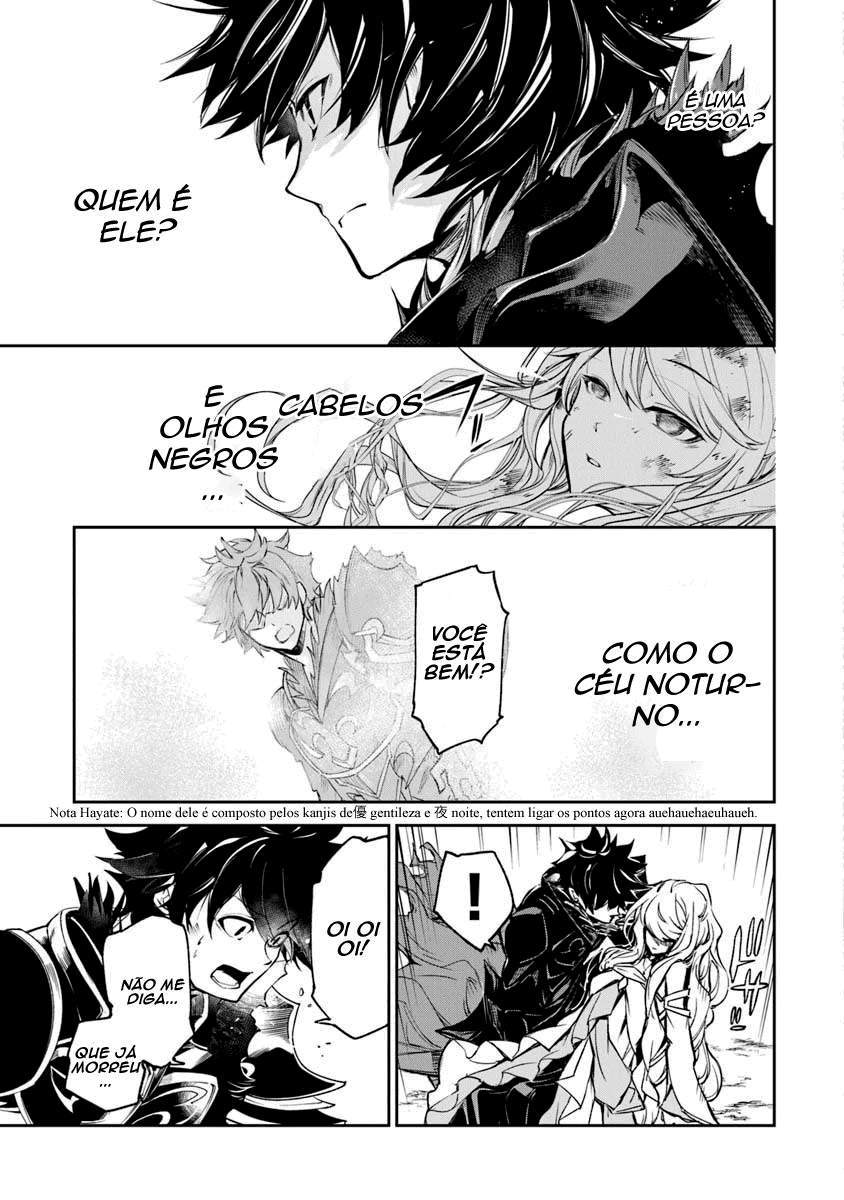 É UMA
PESSOA?
QUEM É
ELE?
CABELOS
E
OLHOS
NEGROS
...
COMO O
CÉU NOTUR-
NO...
VOCÊ
ESTÁ
BEM!?
Nota Hayate: O nome dele é composto pelos kanjis de優 gentileza e 夜 noite, tentem ligar os pontos agora auehauehaeuhaueh.
!
OI OI
OI!
NÃO ME
DIGA...
QUE JÁ
MORREU
...